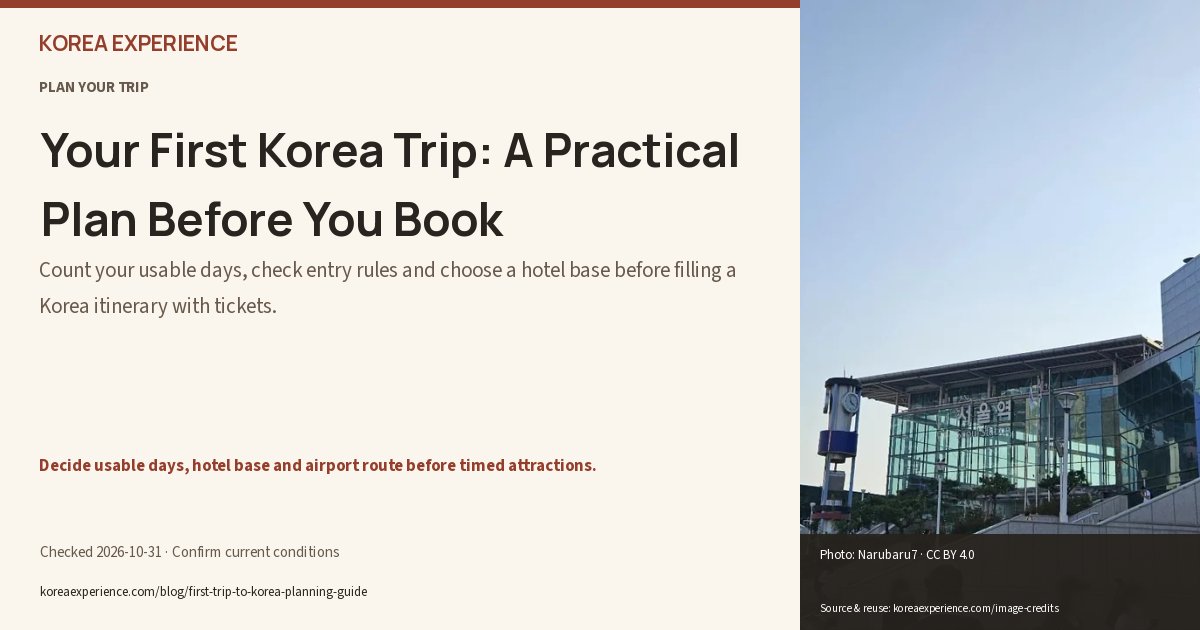 KOREA EXPERIENCE
PLAN YOUR TRIP
Your First Korea Trip: A Practical
Plan Before You Book
Count your usable days, check entry rules and choose a hotel base before filling a
Korea itinerary with tickets.
Decide usable days, hotel base and airport route before timed attractions.
Checked 2026-10-31 · Confirm current conditions
koreaexperience.com/blog/first-trip-to-korea-planning-guide
서울역
Photo: Narubaru7 · CC BY 4.0
Source & reuse: koreaexperience.com/image-credits